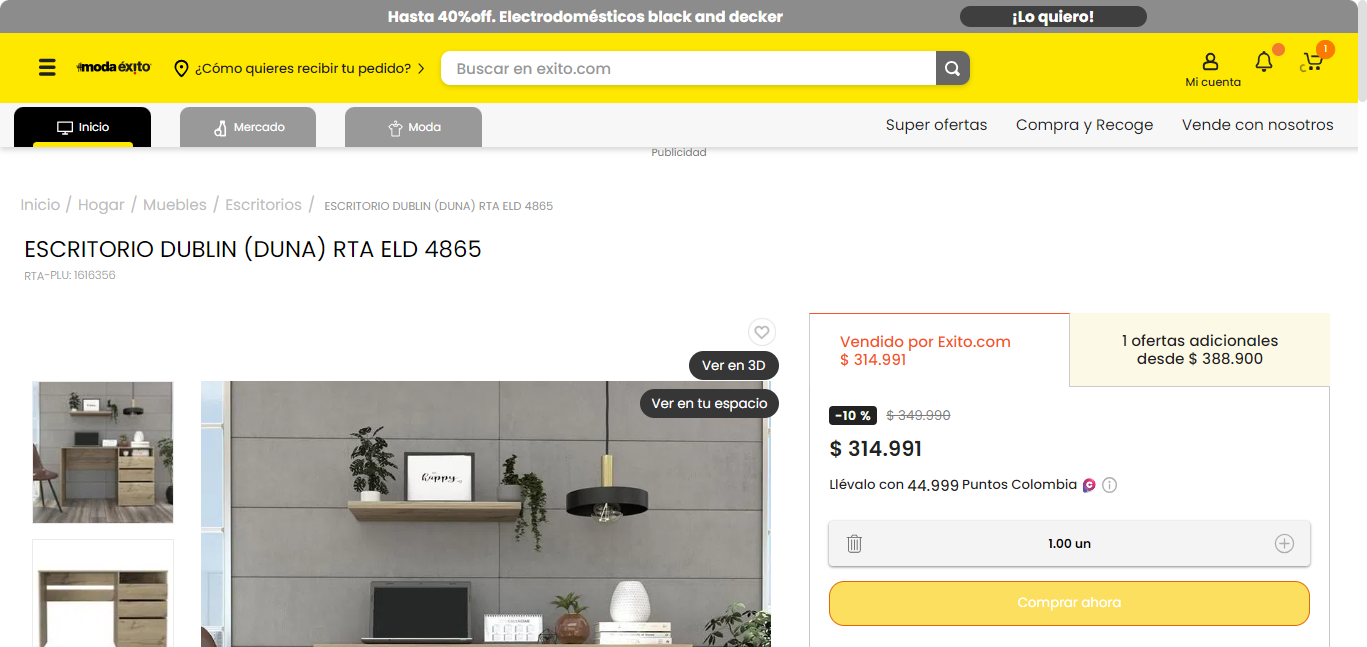 Hasta 40%off. Electrodomésticos black and decker
¡Lo quiero!
moda éxito
¿Cómo quieres recibir tu pedido?
Buscar en exito.com
Mi cuenta
1
Inicio
Mercado
Moda
Super ofertas
Compra y Recoge
Vende con nosotros
Publicidad
Inicio / Hogar / Muebles / Escritorios / ESCRITORIO DUBLIN (DUNA) RTA ELD 4865
ESCRITORIO DUBLIN (DUNA) RTA ELD 4865
RTA-PLU: 1616356
Ver en 3D
Ver en tu espacio
happy
CALENDAR
Vendido por Exito.com
$ 314.991
1 ofertas adicionales
desde $ 388.900
-10 % $ 349.990
$ 314.991
Llévalo con 44.999 Puntos Colombia
1.00 un
Comprar ahora